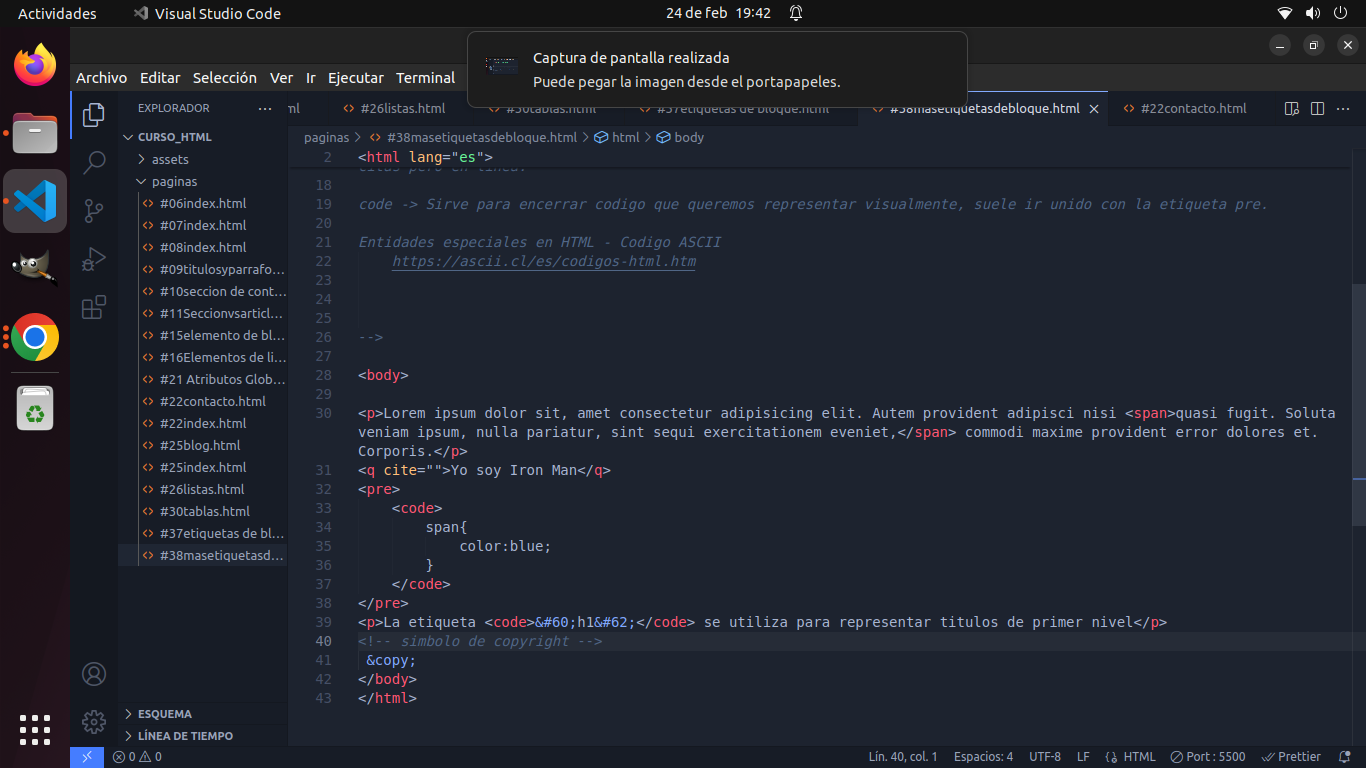 Actividades
Visual Studio Code
24 de feb 19:42
Captura de pantalla realizada
Puede pegar la imagen desde el portapapeles.
Archivo Editar Selección Ver Ir Ejecutar Terminal
EXPLORADOR
#26listas.html
#30tablas.html
#37etiquetas de bloque.html
#38masetiquetasdebloque.html
#22contacto.html
CURSO_HTML
assets
paginas
#06index.html
#07index.html
#08index.html
#09titulosyparrafo...
#10seccion de cont...
#11Seccionvsarticl...
#15elemento de bl...
#16Elementos de li...
#21 Atributos Glob...
#22contacto.html
#22index.html
#25blog.html
#25index.html
#26listas.html
#30tablas.html
#37etiquetas de bl...
#38masetiquetasd...
ESQUEMA
LÍNEA DE TIEMPO
paginas > #38masetiquetasdebloque.html > html > body
2 <html lang="es">
citas pero en linea.
18
19 code -> Sirve para encerrar codigo que queremos representar visualmente, suele ir unido con la etiqueta pre.
20
21 Entidades especiales en HTML - Codigo ASCII
22 https://ascii.cl/es/codigos-html.htm
23
24
25
26 -->
27
28 <body>
29
30 <p>Lorem ipsum dolor sit, amet consectetur adipisicing elit. Autem provident adipisci nisi <span>quasi fugit. Soluta
veniam ipsum, nulla pariatur, sint sequi exercitationem eveniet,</span> commodi maxime provident error dolores et.
Corporis.</p>
31 <q cite="">Yo soy Iron Man</q>
32 <pre>
33 <code>
34 span{
35 color:blue;
36 }
37 </code>
38 </pre>
39 <p>La etiqueta <code>&#60;h1&#62;</code> se utiliza para representar titulos de primer nivel</p>
40 <!-- simbolo de copyright -->
41 &copy;
42 </body>
43 </html>
0 0
Lín. 40, col. 1 Espacios: 4 UTF-8 LF HTML Port : 5500 Prettier